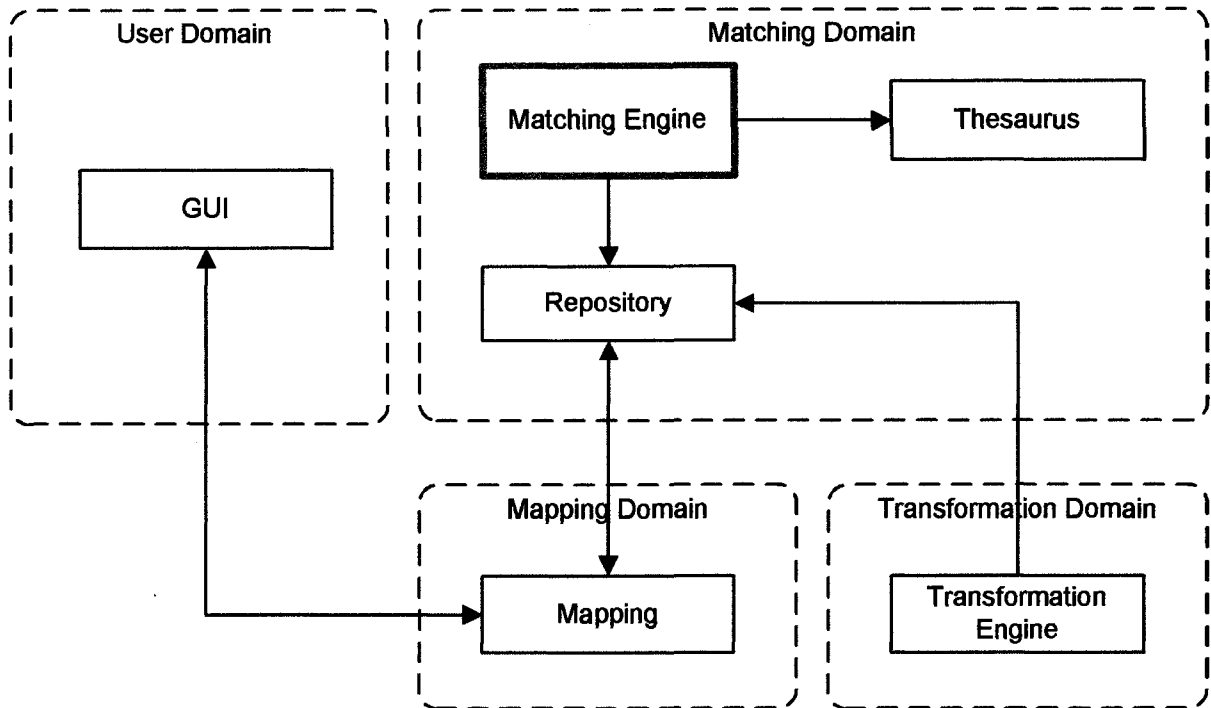 User Domain
Matching Domain
Matching Engine
Thesaurus
GUI
Repository
Mapping Domain
Transformation Domain
Mapping
Transformation
Engine